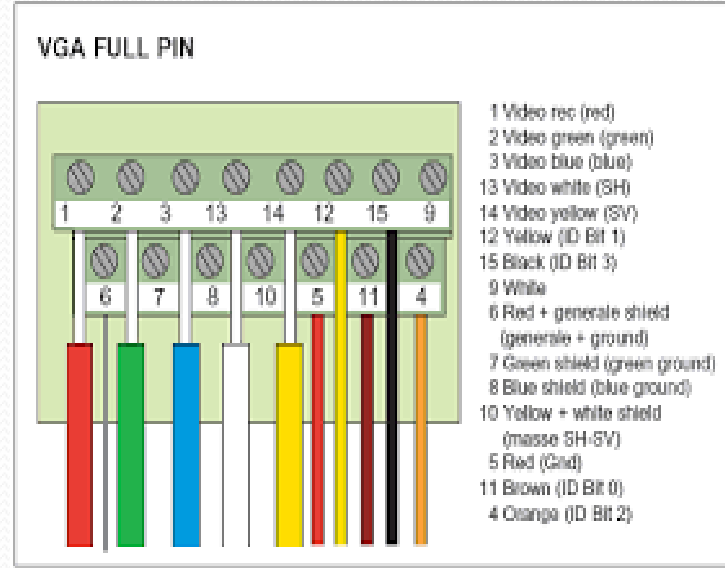 VGA FULL PIN
1 2 3 13 14 12 15 9
6 7 8 10 5 11 4
1 Video rec (red)
2 Video green (green)
3 Video blue (blue)
13 Video white (SH)
14 Video yellow (SV)
12 Yellow (ID Bit 1)
15 Black (ID Bit 3)
9 White
6 Red + generale shield
(generale + ground)
7 Green shield (green ground)
8 Blue shield (blue ground)
10 Yellow + white shield
(masse SH-SV)
5 Red (Gnd)
11 Brown (ID Bit 0)
4 Orange (ID Bit 2)